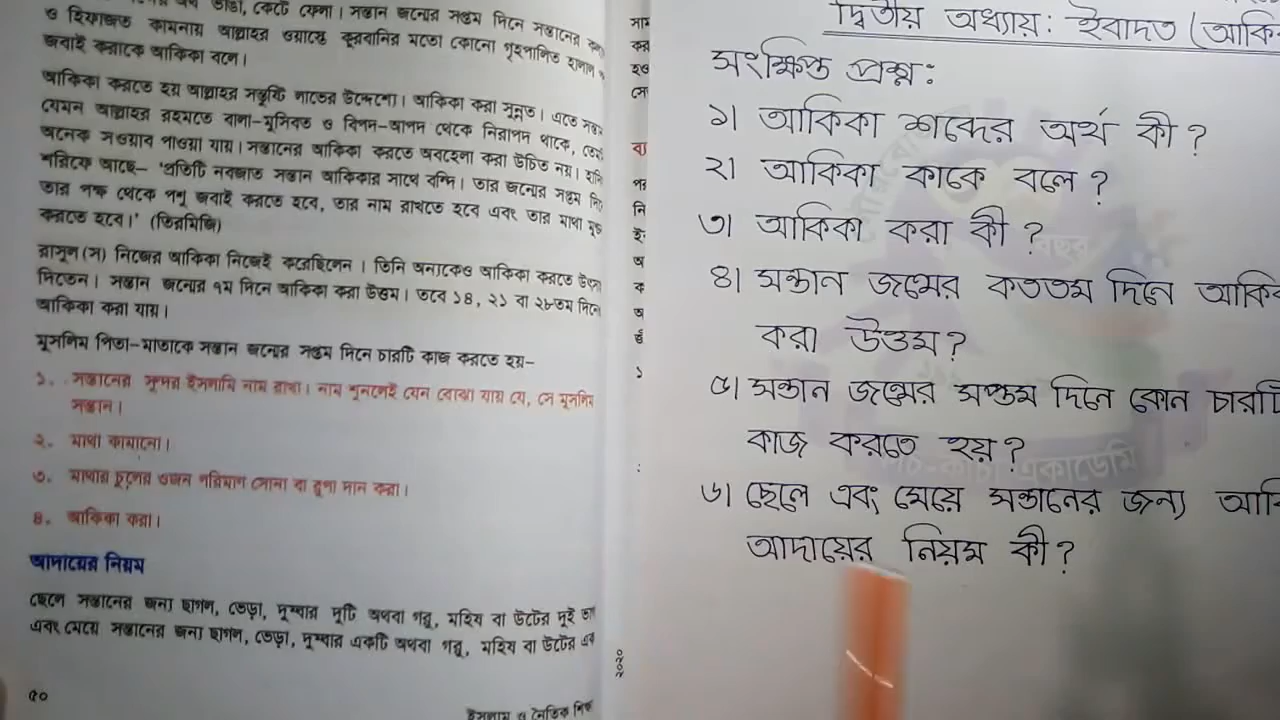 ভাঙা, কেটে ফেলা। সন্তান জন্মের সপ্তম দিনে সন্তানের
ও হিফাজত কামনায় আল্লাহর ওয়াস্তে কুরবানির মতো কোনো গৃহপালিত হালাল
জবাই করাকে আকিকা বলে।
আকিকা করতে হয় আল্লাহর সন্তুষ্টি লাভের উদ্দেশ্যে। আকিকা করা সুন্নত। এতে
যেমন আল্লাহর রহমতে বালা-মুসিবত ও বিপদ-আপদ থেকে নিরাপদ থাকে,
অনেক সওয়াব পাওয়া যায়। সন্তানের আকিকা করতে অবহেলা করা উচিত নয়।
শরিফে আছে- 'প্রতিটি নবজাত সন্তান আকিকার সাথে বন্দি। তার জন্মের সপ্তম
তার পক্ষ থেকে পশু জবাই করতে হবে, তার নাম রাখতে হবে এবং তার মাথা
করতে হবে।' (তিরমিজি)
রাসুল (স) নিজের আকিকা নিজেই করেছিলেন। তিনি অন্যকেও আকিকা করতে
দিতেন। সন্তান জন্মের ৭ম দিনে আকিকা করা উত্তম। তবে ১৪, ২১ বা ২৮তম দিনে
আকিকা করা যায়।
মুসলিম পিতা-মাতাকে সন্তান জন্মের সপ্তম দিনে চারটি কাজ করতে হয়-
১. সন্তানের সুন্দর ইসলামি নাম রাখা। নাম শুনলেই যেন বোঝা যায় যে, সে মুসলিম
সন্তান।
২. মাথা কামানো।
৩. মাথার চুলের ওজন পরিমাণ সোনা বা রুপা দান করা।
৪. আকিকা করা।
আদায়ের নিয়ম
ছেলে সন্তানের জন্য ছাগল, ভেড়া, দুম্বার দুটি অথবা গরু, মহিষ বা উটের দুই
এবং মেয়ে সন্তানের জন্য ছাগল, ভেড়া, দুম্বার একটি অথবা গরু, মহিষ বা উটের
৫০
ইসলাম ও নৈতিক
২০২০
দ্বিতীয় অধ্যায়: ইবাদত
সংক্ষিপ্ত প্রশ্ন:
১। আকিকা শব্দের অর্থ কী?
২। আকিকা কাকে বলে?
৩। আকিকা করা কী?
৪। সন্তান জন্মের কততম দিনে
করা উত্তম?
৫। সন্তান জন্মের সপ্তম দিনে কোন চারটি
কাজ করতে হয়?
৬। ছেলে এবং মেয়ে সন্তানের জন্য
আদায়ের নিয়ম কী?